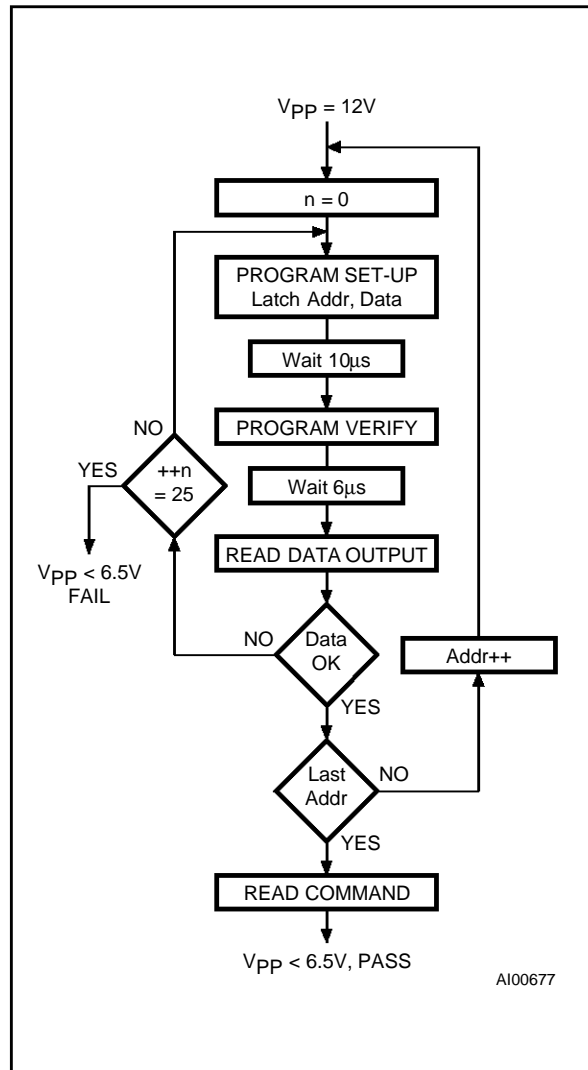 VPP = 12V
n = 0
PROGRAM SET-UP
Latch Addr, Data
Wait 10µs
NO
PROGRAM VERIFY
YES
++n
= 25
Wait 6µs
READ DATA OUTPUT
VPP < 6.5V
FAIL
NO
Data
OK
Addr++
YES
Last
Addr
NO
YES
READ COMMAND
VPP < 6.5V, PASS
AI00677